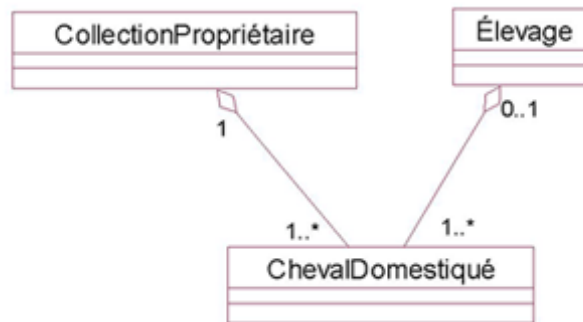 CollectionPropriétaire
Élevage
1
0..1
1..*
1..*
ChevalDomestiqué